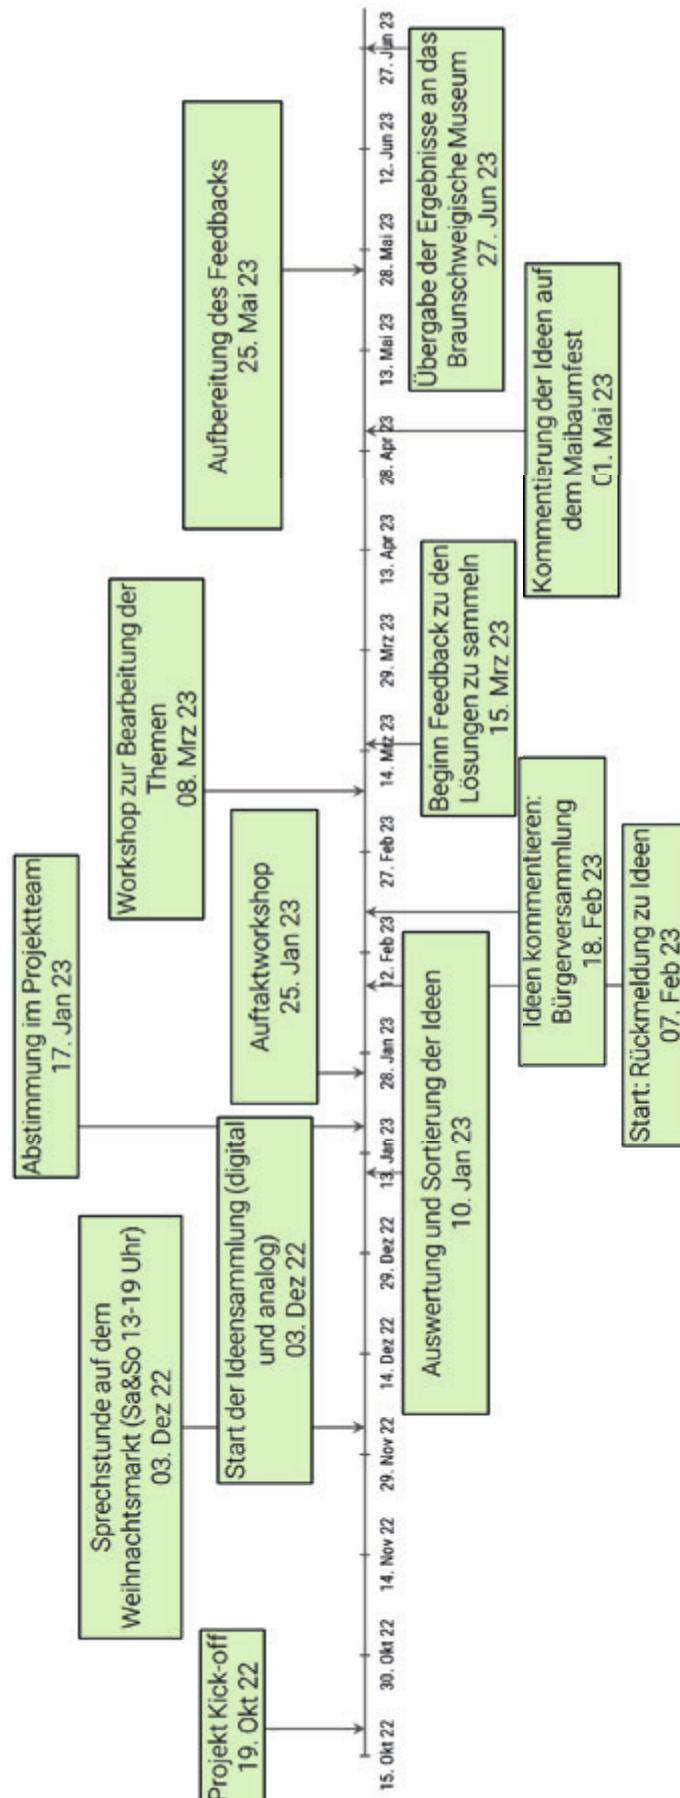 Projekt Kick-off
19. Okt 22
Sprechstunde auf dem
Weihnachtsmarkt (Sa&So 13-19 Uhr)
03. Dez 22
Start der Ideensammlung (digital
und analog)
03. Dez 22
Abstimmung im Projektteam
17. Jan 23
Auftaktworkshop
25. Jan 23
Workshop zur Bearbeitung der
Themen
08. Mrz 23
Aufbereitung des Feedbacks
25. Mai 23
15. Okt 22
30. Okt 22
14. Nov 22
29. Nov 22
14. Dez 22
29. Dez 22
13. Jan 23
28. Jan 23
12. Feb 23
27. Feb 23
14. Mrz 23
29. Mrz 23
13. Apr 23
28. Apr 23
13. Mai 23
28. Mai 23
12. Jun 23
27. Jun 23
Auswertung und Sortierung der Ideen
10. Jan 23
Start: Rückmeldung zu Ideen
07. Feb 23
Ideen kommentieren:
Bürgerversammlung
18. Feb 23
Beginn Feedback zu den
Lösungen zu sammeln
15. Mrz 23
Kommentierung der Ideen auf
dem Maibaumfest
01. Mai 23
Übergabe der Ergebnisse an das
Braunschweigische Museum
27. Jun 23